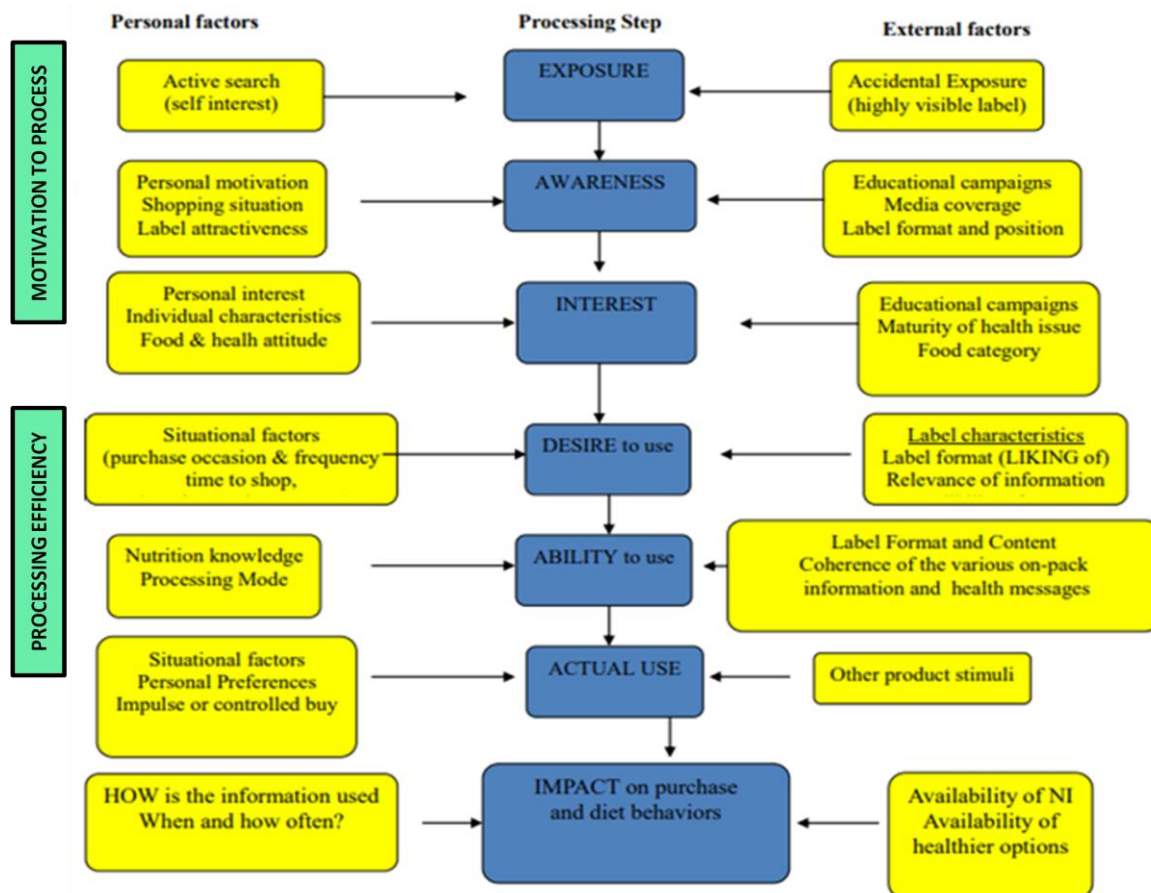 Personal factors
Processing Step
External factors
MOTIVATION TO PROCESS
Active search
(self interest)
EXPOSURE
Accidental Exposure
(highly visible label)
Personal motivation
Shopping situation
Label attractiveness
AWARENESS
Educational campaigns
Media coverage
Label format and position
Personal interest
Individual characteristics
Food & healh attitude
INTEREST
Educational campaigns
Maturity of health issue
Food category
PROCESSING EFFICIENCY
Situational factors
(purchase occasion & frequency
time to shop,
DESIRE to use
Label characteristics
Label format (LIKING of)
Relevance of information
Nutrition knowledge
Processing Mode
ABILITY to use
Label Format and Content
Coherence of the various on-pack
information and health messages
Situational factors
Personal Preferences
Impulse or controlled buy
ACTUAL USE
Other product stimuli
HOW is the information used
When and how often?
IMPACT on purchase
and diet behaviors
Availability of NI
Availability of
healthier options